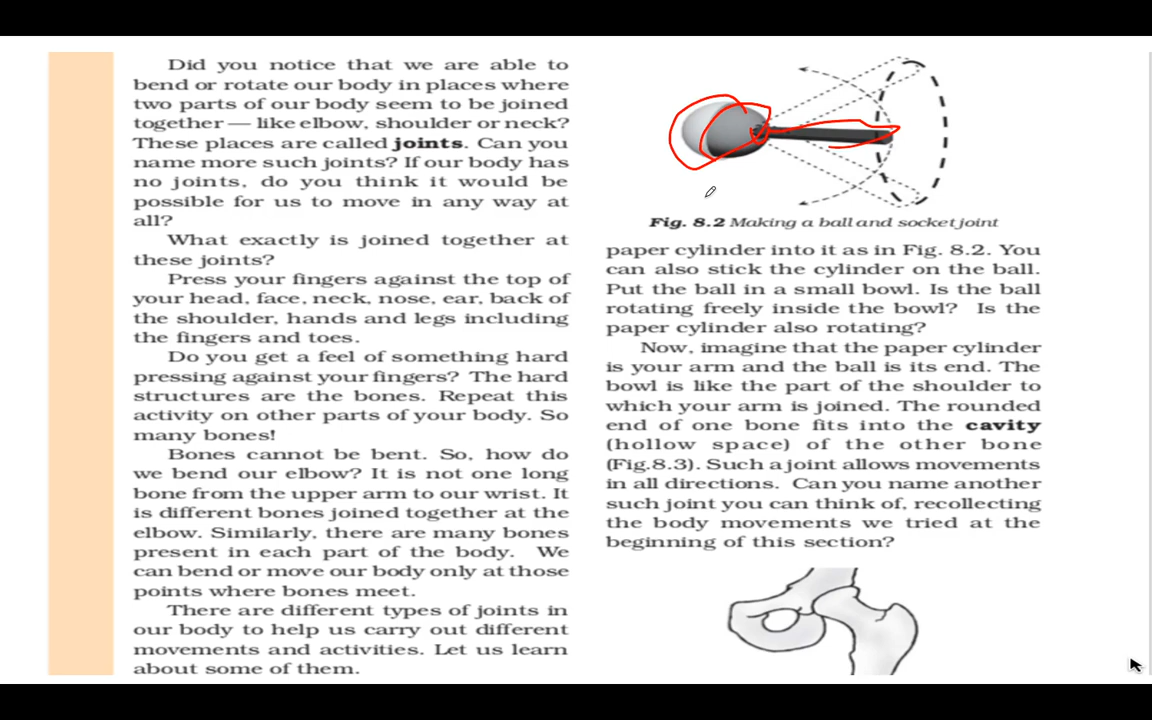 Did you notice that we are able to
bend or rotate our body in places where
two parts of our body seem to be joined
together — like elbow, shoulder or neck?
These places are called joints. Can you
name more such joints? If our body has
no joints, do you think it would be
possible for us to move in any way at
all?
What exactly is joined together at
these joints?
Press your fingers against the top of
your head, face, neck, nose, ear, back of
the shoulder, hands and legs including
the fingers and toes.
Do you get a feel of something hard
pressing against your fingers? The hard
structures are the bones. Repeat this
activity on other parts of your body. So
many bones!
Bones cannot be bent. So, how do
we bend our elbow? It is not one long
bone from the upper arm to our wrist. It
is different bones joined together at the
elbow. Similarly, there are many bones
present in each part of the body. We
can bend or move our body only at those
points where bones meet.
There are different types of joints in
our body to help us carry out different
movements and activities. Let us learn
about some of them.
Fig. 8.2 Making a ball and socket joint
paper cylinder into it as in Fig. 8.2. You
can also stick the cylinder on the ball.
Put the ball in a small bowl. Is the ball
rotating freely inside the bowl? Is the
paper cylinder also rotating?
Now, imagine that the paper cylinder
is your arm and the ball is its end. The
bowl is like the part of the shoulder to
which your arm is joined. The rounded
end of one bone fits into the cavity
(hollow space) of the other bone
(Fig.8.3). Such a joint allows movements
in all directions. Can you name another
such joint you can think of, recollecting
the body movements we tried at the
beginning of this section?